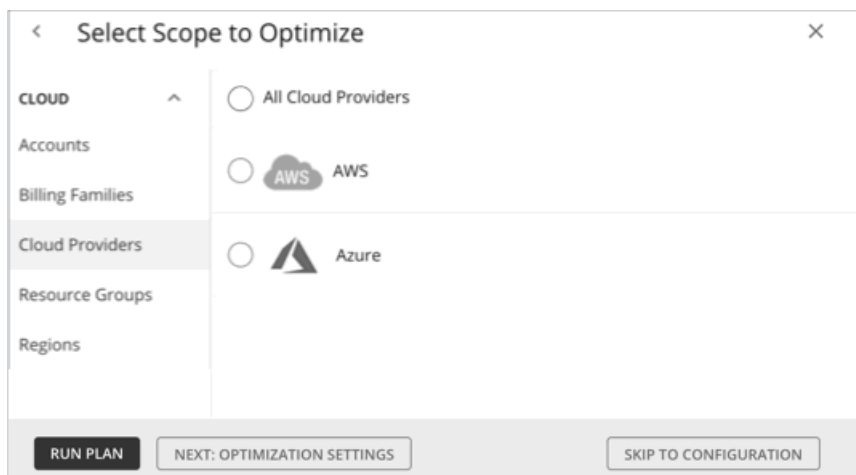 Select Scope to Optimize
CLOUD
Accounts
Billing Families
Cloud Providers
Resource Groups
Regions
All Cloud Providers
AWS AWS
Azure
RUN PLAN NEXT: OPTIMIZATION SETTINGS SKIP TO CONFIGURATION